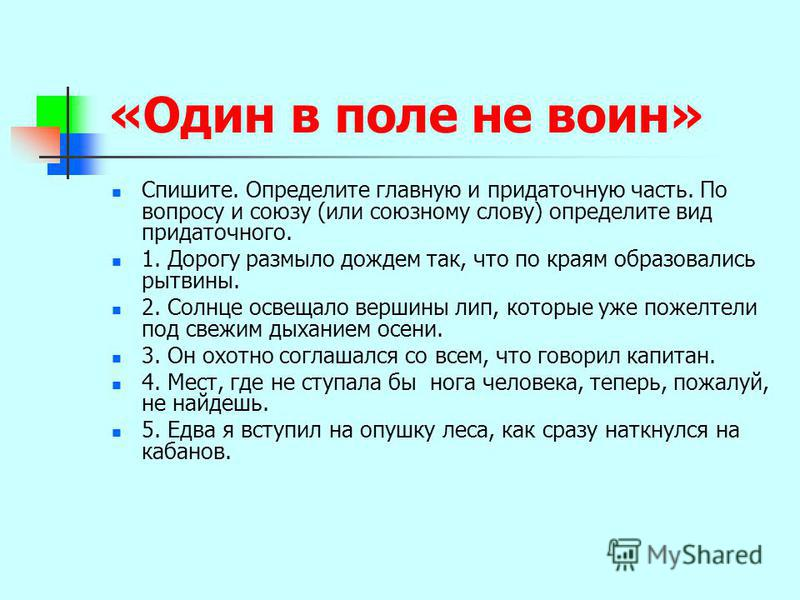 «Один в поле не воин»
Спишите. Определите главную и придаточную часть. По
вопросу и союзу (или союзному слову) определите вид
придаточного.
1. Дорогу размыло дождем так, что по краям образовались
рытвины.
2. Солнце освещало вершины лип, которые уже пожелтели
под свежим дыханием осени.
3. Он охотно соглашался со всем, что говорил капитан.
4. Мест, где не ступала бы нога человека, теперь, пожалуй,
не найдешь.
5. Едва я вступил на опушку леса, как сразу наткнулся на
кабанов.
MyShared